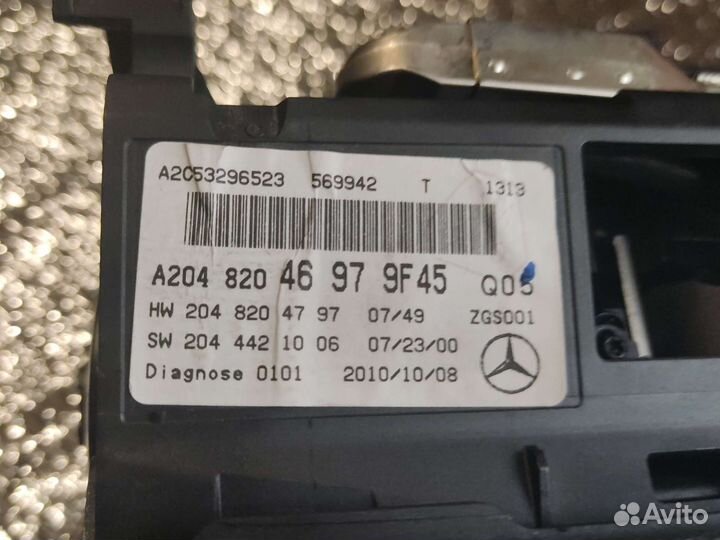 A2C53296523 569942 T 1313
A204 820 46 97 9F45 Q05
HW 204 820 47 97 07/49 ZGS001
SW 204 442 10 06 07/23/00
Diagnose 0101 2010/10/08
Avito